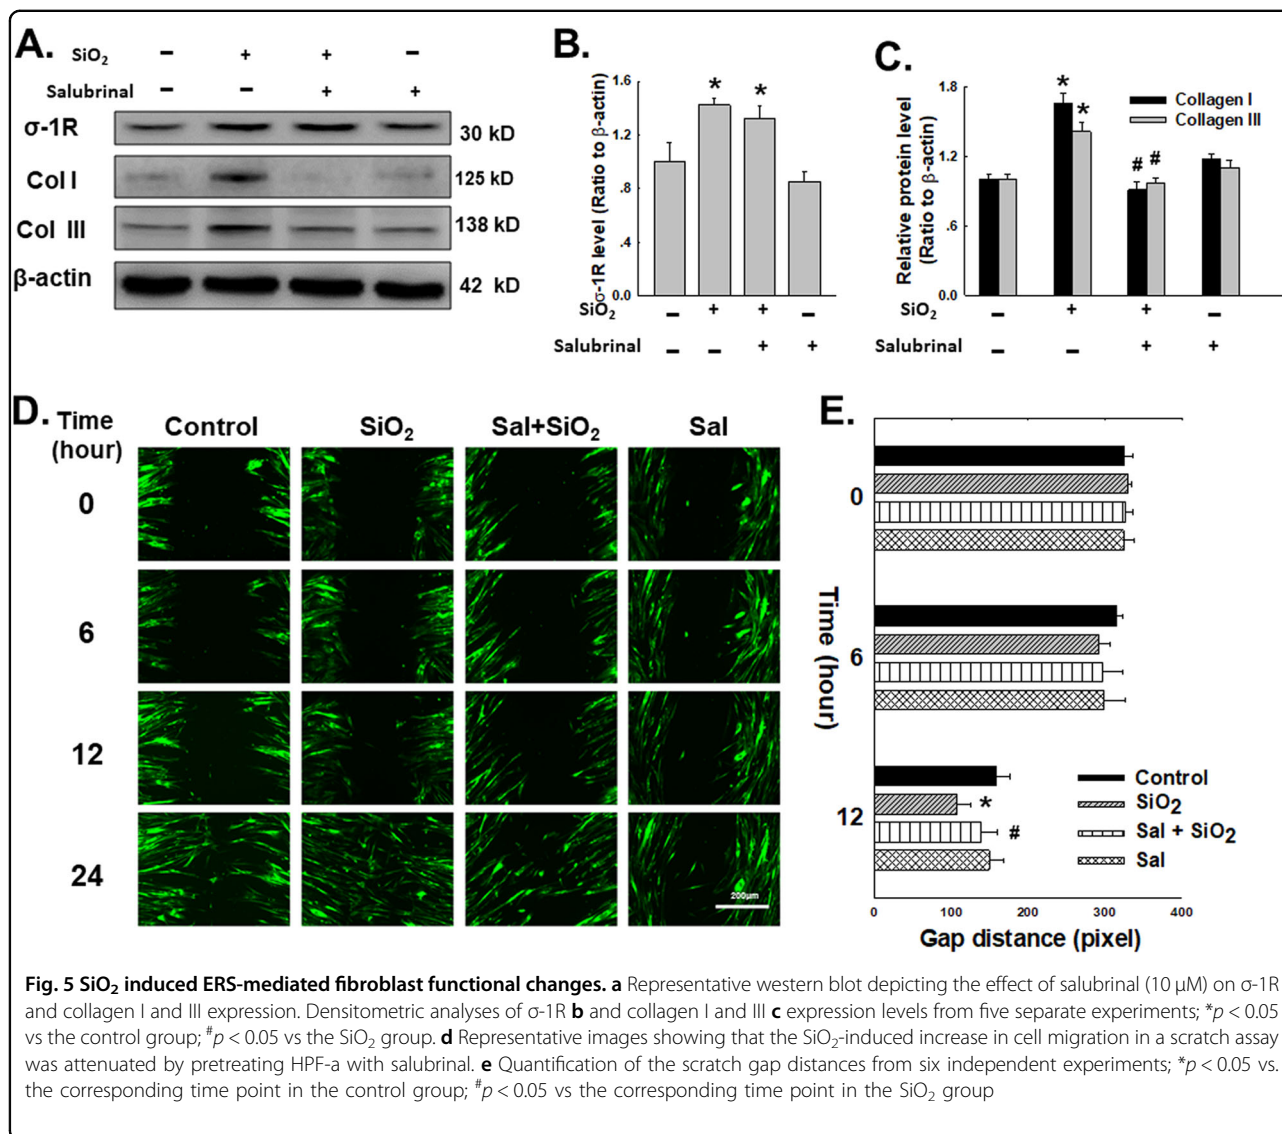 A.
SiO₂ – + + –
Salubrinal – – + +
σ-1R 30 kD
Col I 125 kD
Col III 138 kD
β-actin 42 kD
B.
σ-1R level (Ratio to β-actin)
1.6
1.2
.8
.4
0.0
* *
SiO₂ – + + –
Salubrinal – – + +
C.
Relative protein level
(Ratio to β-actin)
1.8
1.2
.6
0.0
*
*
# #
Collagen I
Collagen III
SiO₂ – + + –
Salubrinal – – + +
D.
Time
(hour)
Control SiO₂ Sal+SiO₂ Sal
0
6
12
24
200μm
E.
Time (hour)
0
6
12
*
#
Control
SiO₂
Sal + SiO₂
Sal
0 100 200 300 400
Gap distance (pixel)
Fig. 5 SiO₂ induced ERS-mediated fibroblast functional changes. a Representative western blot depicting the effect of salubrinal (10 μM) on σ-1R
and collagen I and III expression. Densitometric analyses of σ-1R b and collagen I and III c expression levels from five separate experiments; *p < 0.05
vs the control group; #p < 0.05 vs the SiO₂ group. d Representative images showing that the SiO₂-induced increase in cell migration in a scratch assay
was attenuated by pretreating HPF-a with salubrinal. e Quantification of the scratch gap distances from six independent experiments; *p < 0.05 vs.
the corresponding time point in the control group; #p < 0.05 vs the corresponding time point in the SiO₂ group